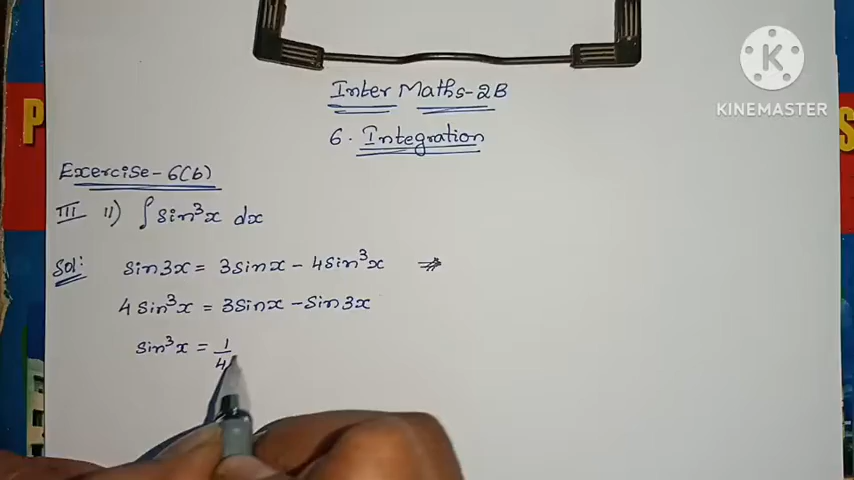 Inter Maths-2B
6. Integration
Exercise-6(b)
III 11) ∫sin³x dx
Sol: sin3x = 3sinx - 4sin³x ⇒
4sin³x = 3sinx - sin3x
sin³x = 1/4
K
KINEMASTER